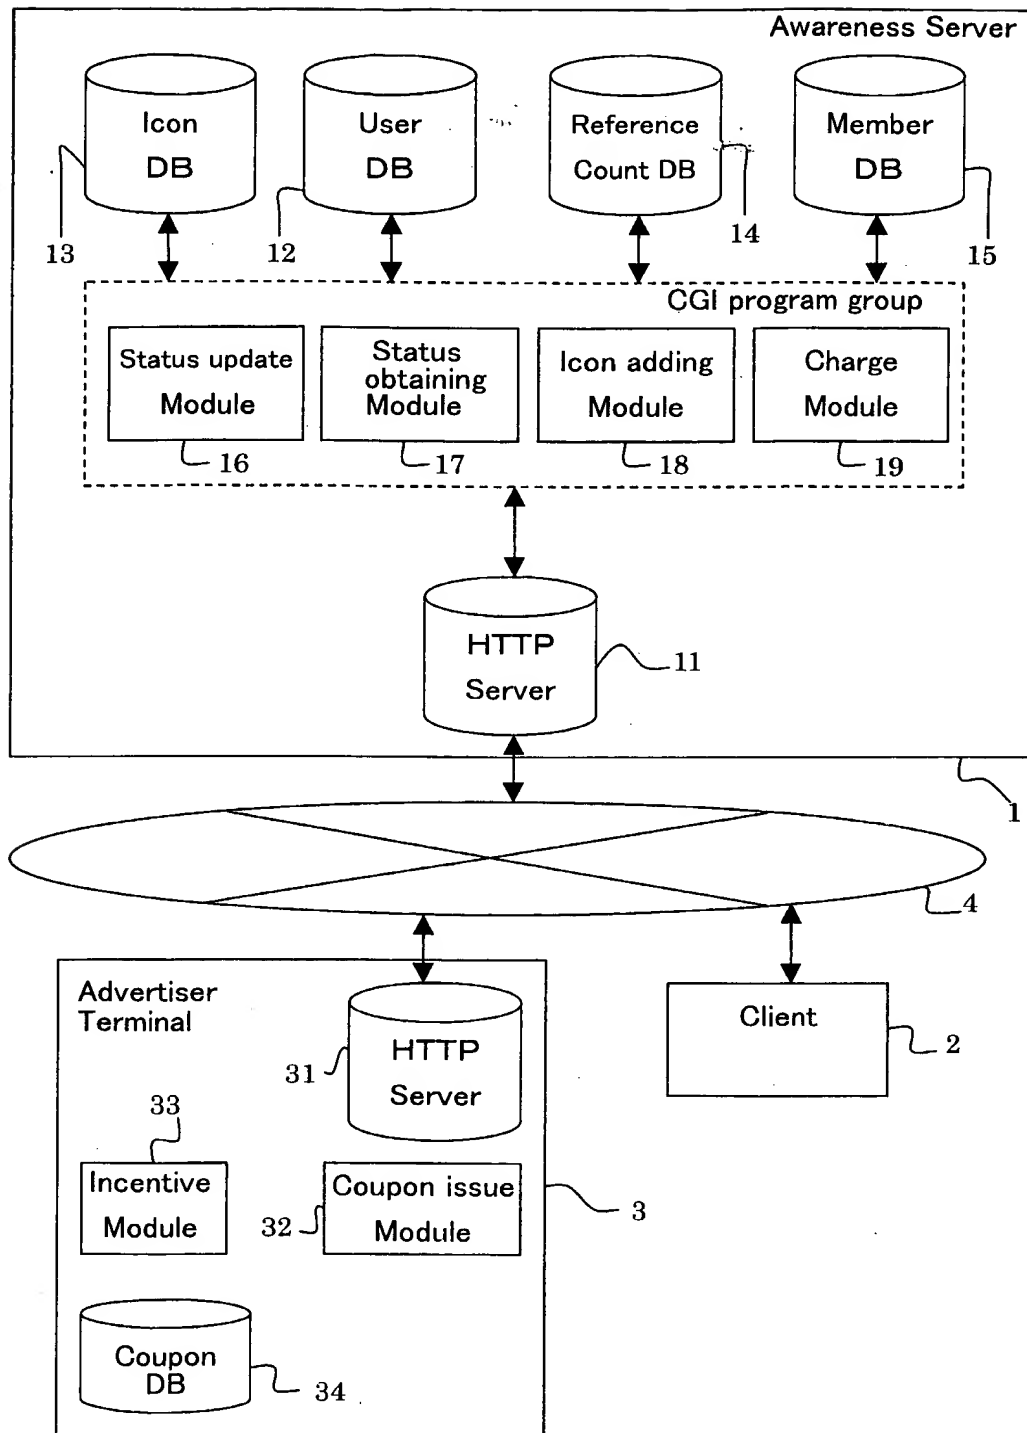 Awareness Server
Icon
DB
User
DB
Reference
Count DB
Member
DB
13
12
14
15
CGI program group
Status update
Module
Status
obtaining
Module
Icon adding
Module
Charge
Module
16
17
18
19
HTTP
Server
11
1
4
Advertiser
Terminal
HTTP
Server
31
Client
2
33
Incentive
Module
Coupon issue
Module
32
3
Coupon
DB
34